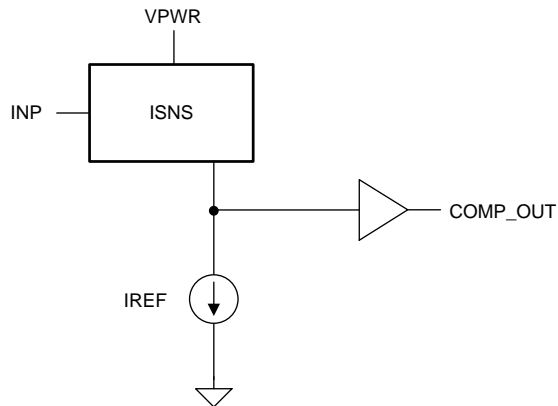 VPWR
INP
ISNS
COMP_OUT
IREF